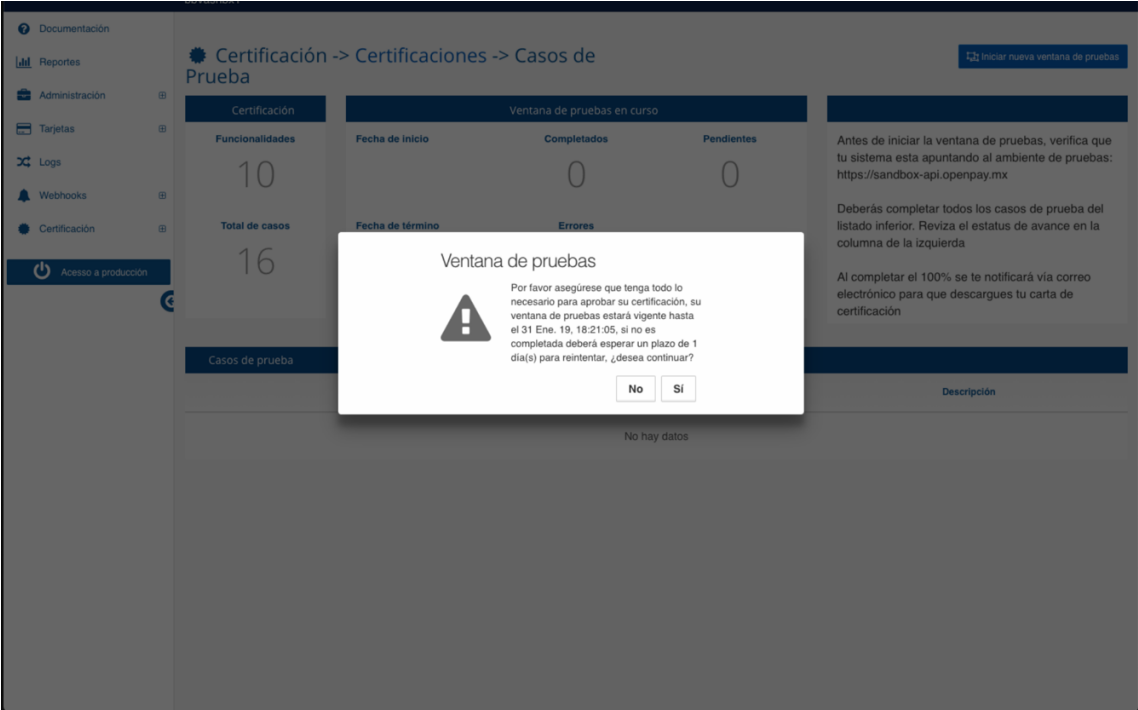 Documentación
Reportes
Administración
Tarjetas
Logs
Webhooks
Certificación
Acesso a producción
Certificación -> Certificaciones -> Casos de
Prueba
Iniciar nueva ventana de pruebas
Certificación
Funcionalidades
10
Total de casos
16
Ventana de pruebas en curso
Fecha de inicio
Completados
0
Pendientes
0
Fecha de término
Errores
Antes de iniciar la ventana de pruebas, verifica que
tu sistema esta apuntando al ambiente de pruebas:
https://sandbox-api.openpay.mx
Deberás completar todos los casos de prueba del
listado inferior. Reviza el estatus de avance en la
columna de la izquierda
Al completar el 100% se te notificará vía correo
electrónico para que descargues tu carta de
certificación
Ventana de pruebas
Por favor asegúrese que tenga todo lo
necesario para aprobar su certificación, su
ventana de pruebas estará vigente hasta
el 31 Ene. 19, 18:21:05, si no es
completada deberá esperar un plazo de 1
día(s) para reintentar, ¿desea continuar?
No
Sí
Casos de prueba
Descripción
No hay datos